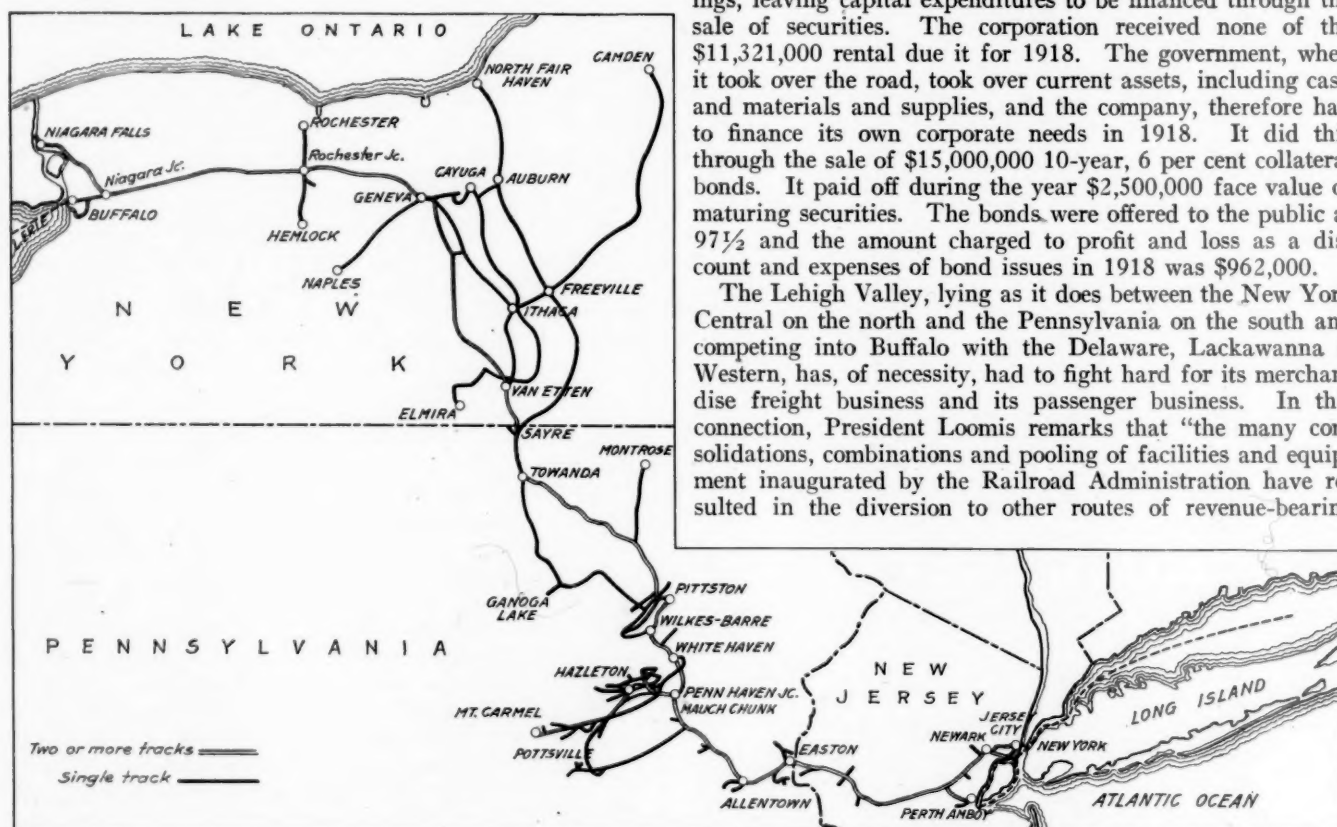 ings, leaving capital expenditures to be financed through
sale of securities. The corporation received none of
$11,321,000 rental due it for 1918. The government,
it took over the road, took over current assets, including
and materials and supplies, and the company, therefore
to finance its own corporate needs in 1918. It did
through the sale of $15,000,000 10-year, 6 per cent
bonds. It paid off during the year $2,500,000 face value
maturing securities. The bonds were offered to the public
97½ and the amount charged to profit and loss as a dis
count and expenses of bond issues in 1918 was $962,000.
The Lehigh Valley, lying as it does between the New
Central on the north and the Pennsylvania on the south
competing into Buffalo with the Delaware, Lackawanna
Western, has, of necessity, had to fight hard for its merchan
dise freight business and its passenger business. In
connection, President Loomis remarks that "the many con
solidations, combinations and pooling of facilities and equip
ment inaugurated by the Railroad Administration have re
sulted in the diversion to other routes of
LAKE ONTARIO
CAMDEN
NORTH FAIR
HAVEN
ROCHESTER
NIAGARA FALLS
Rochester Jc.
Niagara Jc.
CAYUGA
AUBURN
GENEVA
BUFFALO
L. ERIE
HEMLOCK
NAPLES
FREEVILLE
ITHACA
NEW
YORK
VAN ETTEN
ELMIRA
SAYRE
MONTROSE
TOWANDA
PITTSTON
GANOGA
LAKE
WILKES-BARRE
WHITE HAVEN
PENNSYLVANIA
HAZLETON
NEW
JERSEY
PENN HAVEN JC.
MAUCH CHUNK
MT. CARMEL
LONG ISLAND
JERSEY
CITY
NEWARK
NEW YORK
POTTSVILLE
EASTON
Two or more tracks
Single track
ALLENTOWN
PERTH AMBOY
ATLANTIC OCEAN